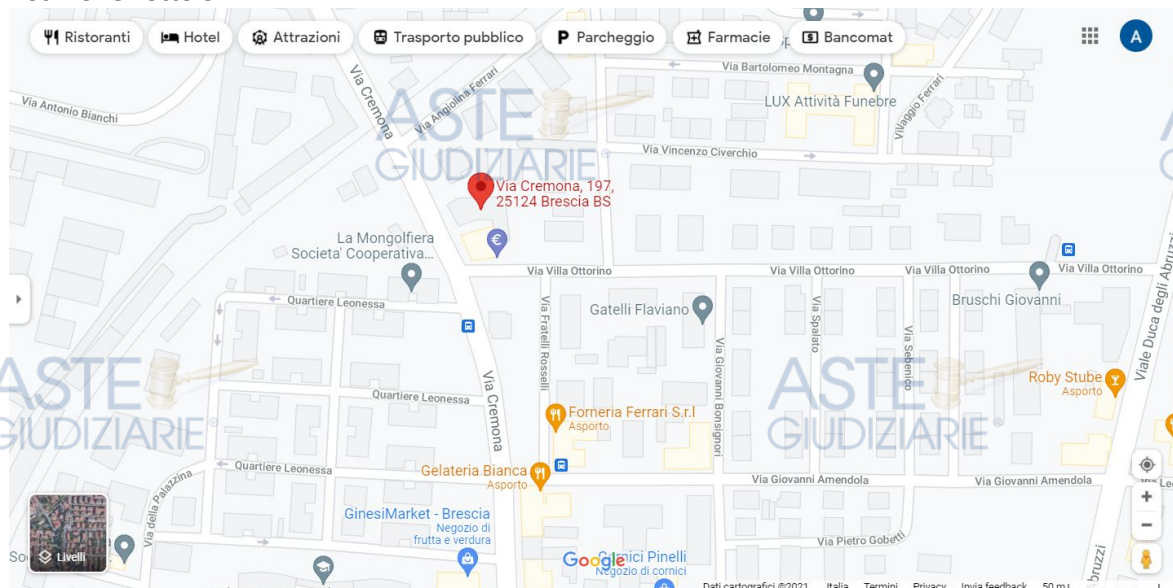 Ristoranti
Hotel
Attrazioni
Trasporto pubblico
P Parcheggio
Farmacie
Bancomat
A
Via Bartolomeo Montagna
LUX Attività Funebre
Via Antonio Bianchi
Via Cremona
Via Angiolina Ferrari
Villaggio Ferrari
ASTE
GIUDIZIARIE
Via Vincenzo Civerchio
Via Cremona, 197,
25124 Brescia BS
La Mongolfiera
Societa' Cooperativa...
€
Via Villa Ottorino
Via Villa Ottorino
Via Villa Ottorino
Via Villa Ottorino
Quartiere Leonessa
Gatelli Flaviano
Bruschi Giovanni
Viale Duca degli Abruzzi
Via Fratelli Rosselli
Via Giovanni Bonsignori
Via Spalato
Via Sebenico
ASTE
GIUDIZIARIE
Via Cremona
Quartiere Leonessa
ASTE
GIUDIZIARIE
Roby Stube
Asporto
Forneria Ferrari S.r.l
Asporto
Quartiere Leonessa
Gelateria Bianca
Asporto
Via Giovanni Amendola
Via Giovanni Amendola
Via della Palazzina
GinesiMarket - Brescia
Negozio di
frutta e verdura
Via Pietro Gobetti
Livelli
Google
Pinelli
Negozio di cornici
Dati cartografici ©2021 Italia Termini Privacy Invia feedback 50 m